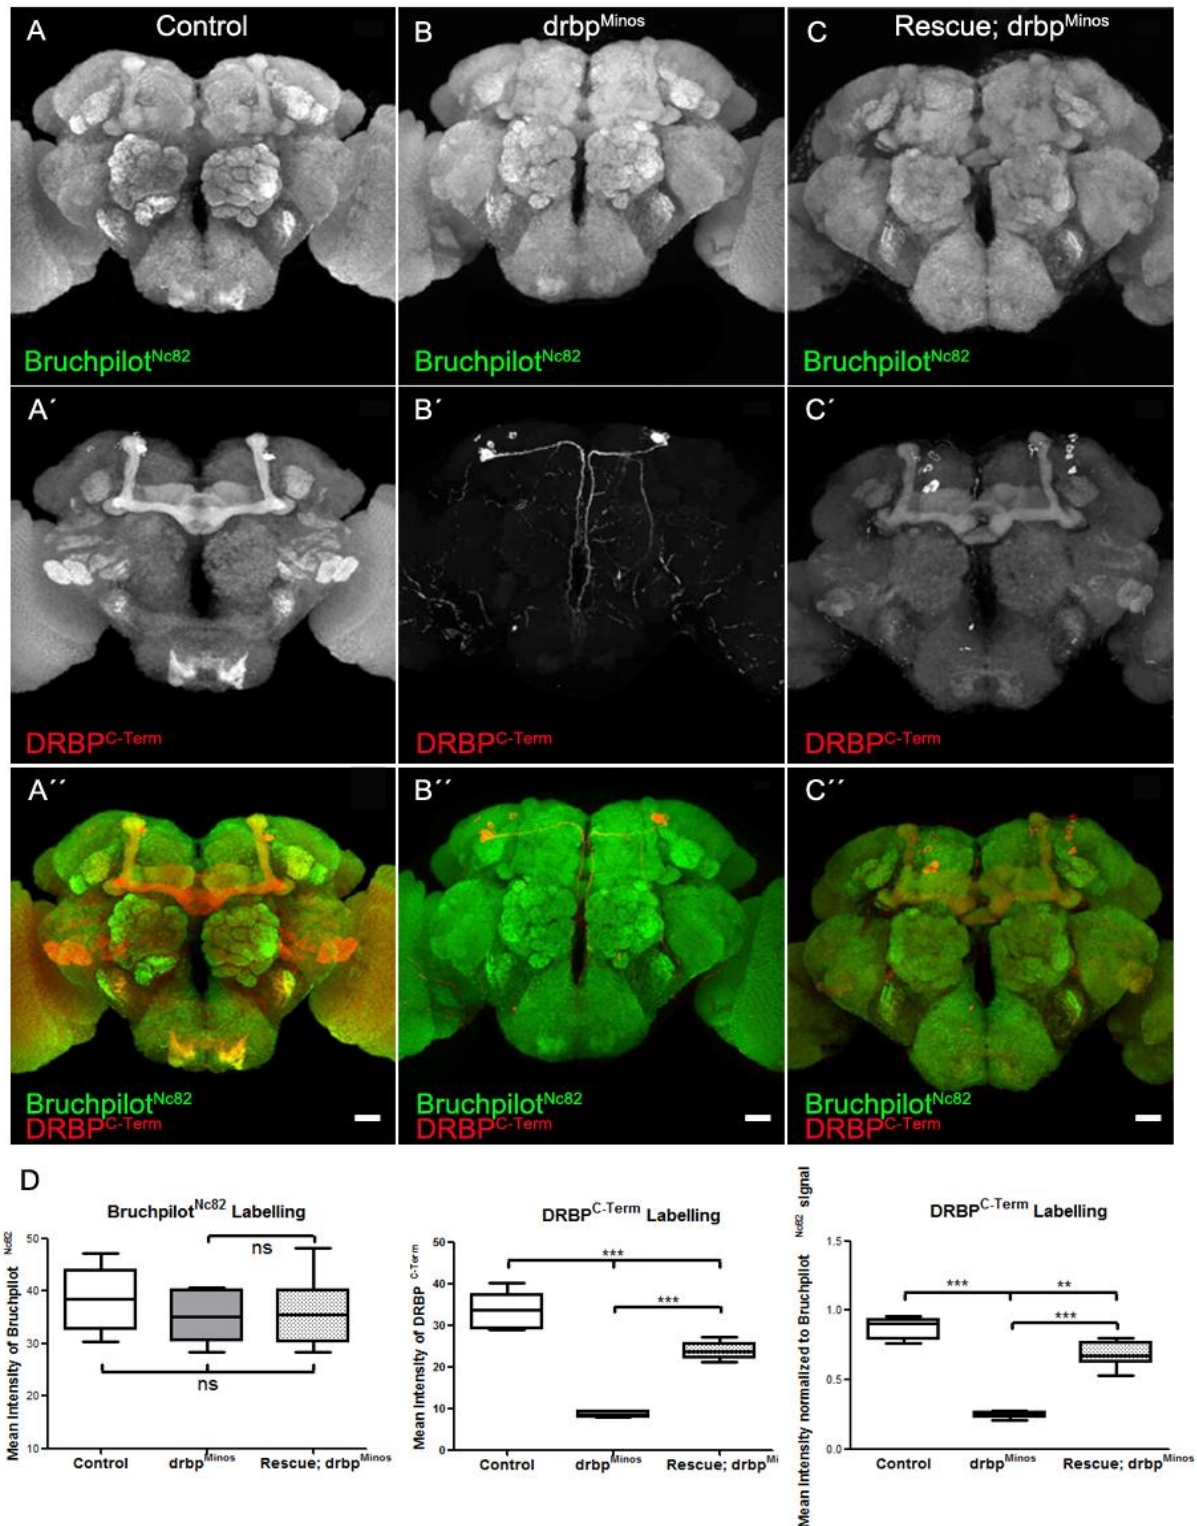 A Control
B drbp^Minos
C Rescue; drbp^Minos
Bruchpilot^Nc82
Bruchpilot^Nc82
Bruchpilot^Nc82
A´
B´
C´
DRBP^C-Term
DRBP^C-Term
DRBP^C-Term
A´´
B´´
C´´
Bruchpilot^Nc82
DRBP^C-Term
Bruchpilot^Nc82
DRBP^C-Term
Bruchpilot^Nc82
DRBP^C-Term
D
Bruchpilot^Nc82 Labelling
Mean Intensity of Bruchpilot ^Nc82
50
40
30
20
10
ns
ns
Control drbp^Minos Rescue; drbp^Minos
DRBP^C-Term Labelling
Mean Intensity of DRBP ^C-Term
50
40
30
20
10
0
***
***
Control drbp^Minos Rescue; drbp^Mi
DRBP^C-Term Labelling
Mean Intensity normalized to Bruchpilot ^Nc82 signal
1.5
1.0
0.5
0.0
*** **
***
Control drbp^Minos Rescue; drbp^Minos